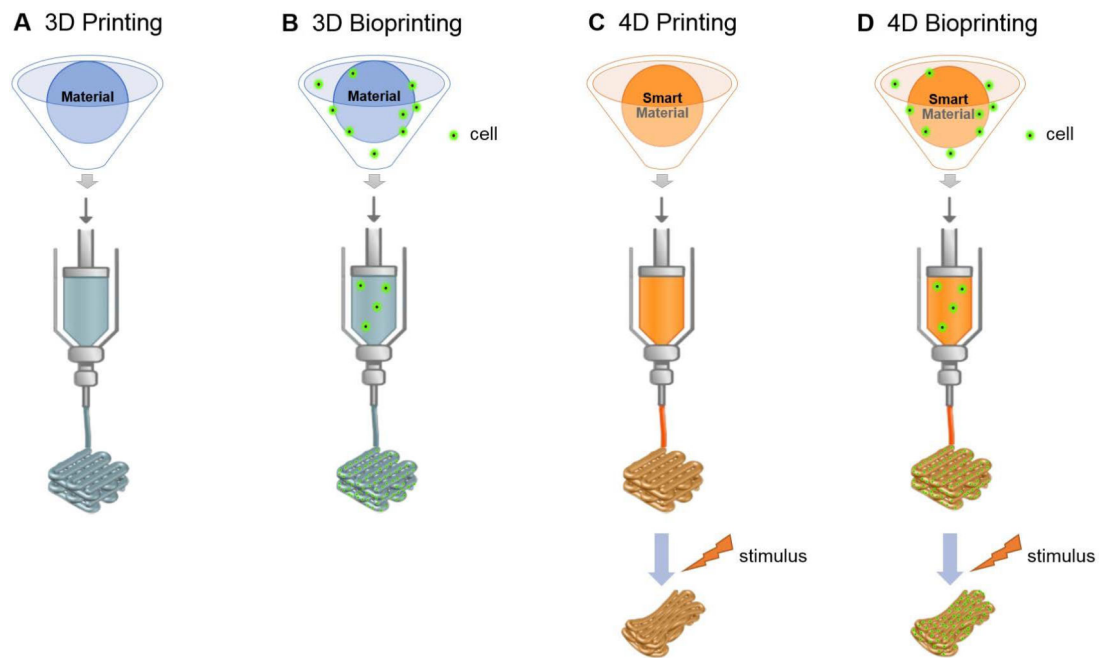 A 3D Printing
B 3D Bioprinting
C 4D Printing
D 4D Bioprinting
Material
Material
Smart
Material
Smart
Material
cell
cell
stimulus
stimulus